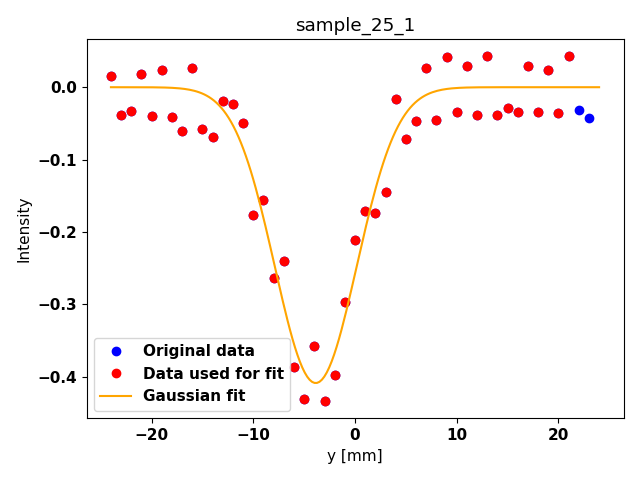 sample_25_1
0.0
−0.1
−0.2
−0.3
−0.4
Intensity
Original data
Data used for fit
Gaussian fit
−20
−10
0
10
20
y [mm]